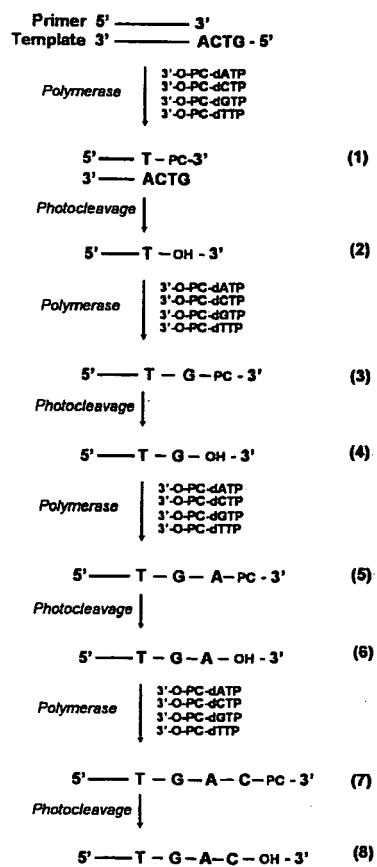 Primer 5' 3'
Template 3' ACTG - 5'
Polymerase
3'-O-PC-dATP
3'-O-PC-dCTP
3'-O-PC-dGTP
3'-O-PC-dTTP
5' T - PC-3' (1)
3' ACTG
Photocleavage
5' T - OH - 3' (2)
Polymerase
3'-O-PC-dATP
3'-O-PC-dCTP
3'-O-PC-dGTP
3'-O-PC-dTTP
5' T - G - PC - 3' (3)
Photocleavage
5' T - G - OH - 3' (4)
Polymerase
3'-O-PC-dATP
3'-O-PC-dCTP
3'-O-PC-dGTP
3'-O-PC-dTTP
5' T - G - A - PC - 3' (5)
Photocleavage
5' T - G - A - OH - 3' (6)
Polymerase
3'-O-PC-dATP
3'-O-PC-dCTP
3'-O-PC-dGTP
3'-O-PC-dTTP
5' T - G - A - C - PC - 3' (7)
Photocleavage
5' T - G - A - C - OH - 3' (8)